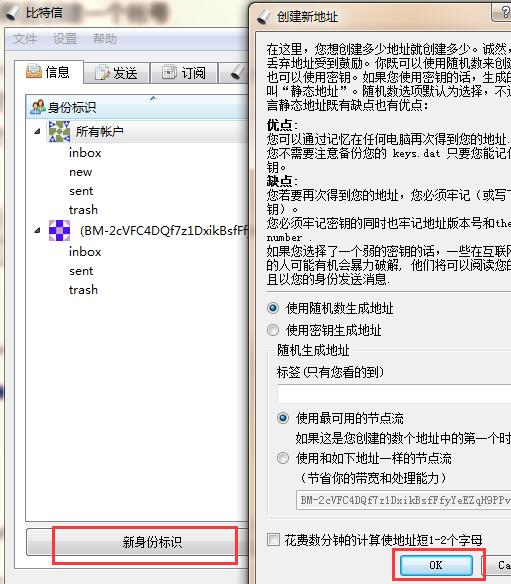 比特信
文件 设置 帮助
信息 发送 订阅
身份标识
所有帐户
inbox
new
sent
trash
(BM-2cVFC4DQf7z1DxikBsfFf
inbox
sent
trash
新身份标识
创建新地址
在这里，您想创建多少地址就创建多少。诚然，
丢弃地址受到鼓励。你既可以使用随机数来创建
也可以使用密钥。如果您使用密钥的话，生成的
叫“静态地址”。随机数选项默认为选择，不过
言静态地址既有缺点也有优点：
优点:
您可以通过记忆在任何电脑再次得到您的地址.
您不需要注意备份您的 keys.dat 只要您能记住
钥。
缺点:
您若要再次得到您的地址，您必须牢记（或写下
钥）。
您必须牢记密钥的同时也牢记地址版本号和the
number .
如果您选择了一个弱的密钥的话，一些在互联网
的人可能有机会暴力破解, 他们将可以阅读您的
且以您的身份发送消息.
使用随机数生成地址
使用密钥生成地址
随机生成地址
标签(只有您看的到)
使用最可用的节点流
如果这是您创建的数个地址中的第一个时
使用和如下地址一样的节点流
（节省你的带宽和处理能力）
BM-2cVFC4DQf7z1DxikBsfFfyYeEZqH9PPv
花费数分钟的计算使地址短1-2个字母
OK Ca